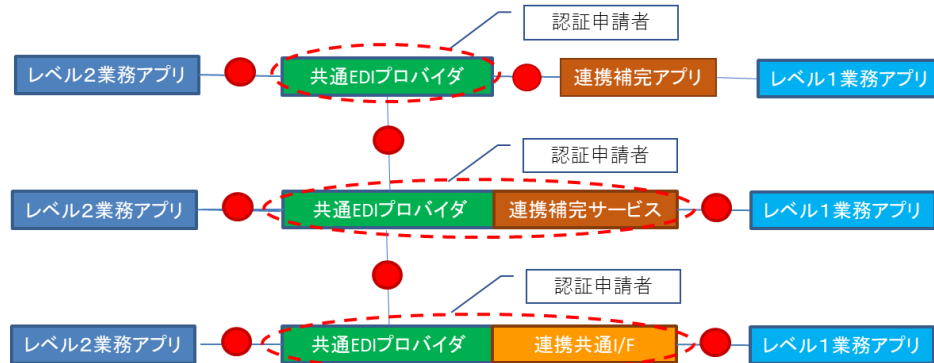 認証申請者
レベル２業務アプリ
共通EDIプロバイダ
連携補完アプリ
レベル１業務アプリ
認証申請者
レベル２業務アプリ
共通EDIプロバイダ
連携補完サービス
レベル１業務アプリ
認証申請者
レベル２業務アプリ
共通EDIプロバイダ
連携共通I/F
レベル１業務アプリ